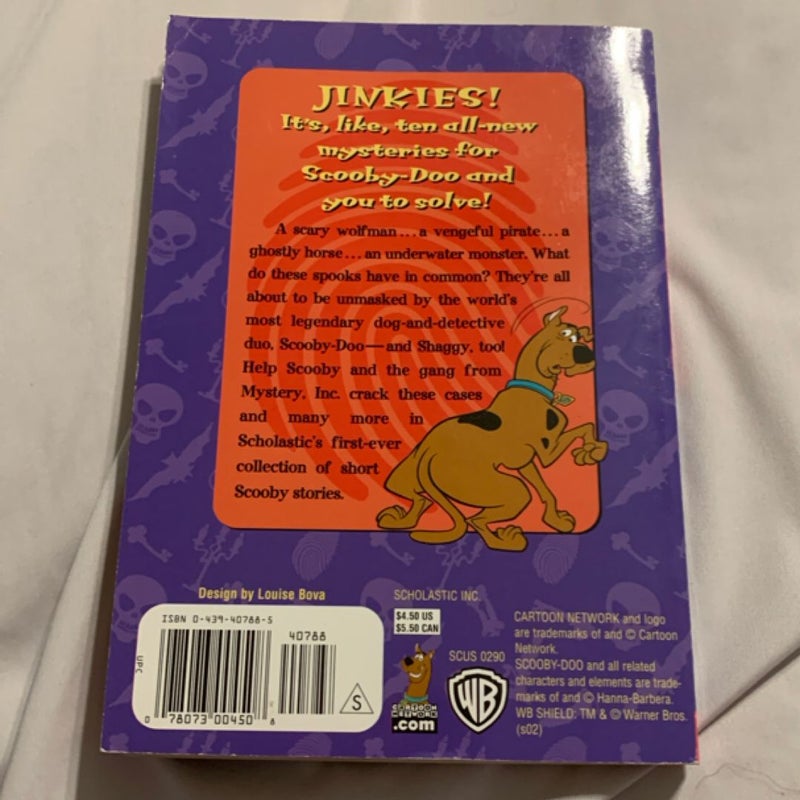 JINKIES!
It's, like, ten all-new
mysteries for
Scooby-Doo and
you to solve!
A scary wolfman...a vengeful pirate...a
ghostly horse...an underwater monster. What
do these spooks have in common? They're all
about to be unmasked by the world's
most legendary dog-and-detective
duo, Scooby-Doo—and Shaggy, too!
Help Scooby and the gang from
Mystery, Inc. crack these cases
and many more in
Scholastic's first-ever
collection of short
Scooby stories.
Design by Louise Bova
ISBN 0-439-40788-5
40788
UPC
0 78073 00450 8
S
SCHOLASTIC INC.
$4.50 US
$5.50 CAN
SCUS 0290
CARTOON
NETWORK
.com
WB
CARTOON NETWORK and logo
are trademarks of and © Cartoon
Network.
SCOOBY-DOO and all related
characters and elements are trade-
marks of and © Hanna-Barbera.
WB SHIELD: TM & © Warner Bros.
(s02)